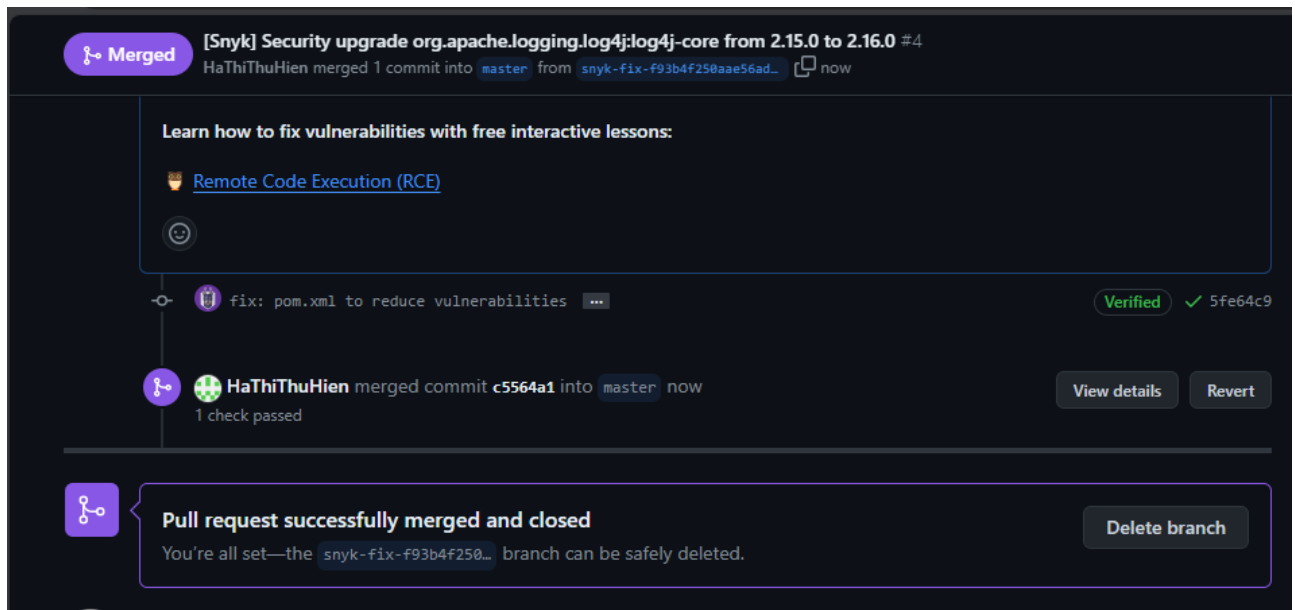 Merged
[Snyk] Security upgrade org.apache.logging.log4j:log4j-core from 2.15.0 to 2.16.0 #4
HaThiThuHien merged 1 commit into master from snyk-fix-f93b4f250aae56ad… now
Learn how to fix vulnerabilities with free interactive lessons:
Remote Code Execution (RCE)
fix: pom.xml to reduce vulnerabilities ... Verified 5fe64c9
HaThiThuHien merged commit c5564a1 into master now
1 check passed
View details Revert
Pull request successfully merged and closed
You're all set—the snyk-fix-f93b4f250… branch can be safely deleted.
Delete branch